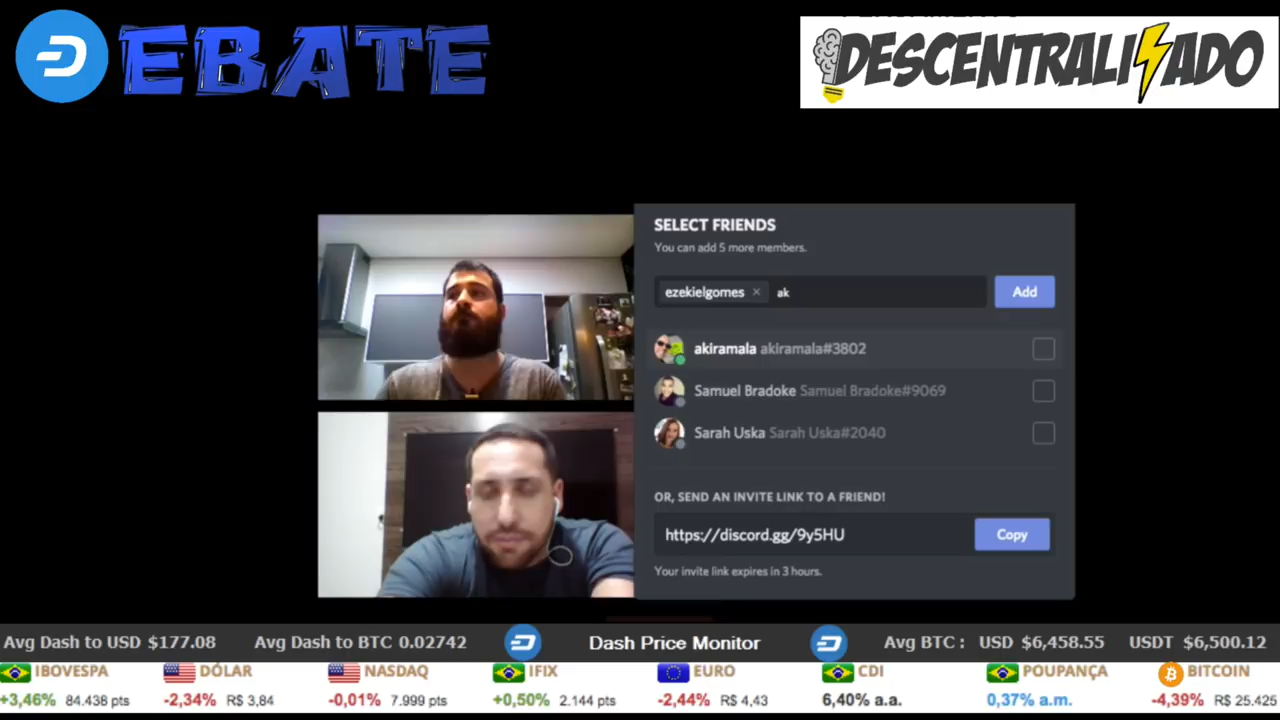 EBATE
DESCENTRALIZADO
SELECT FRIENDS
You can add 5 more members.
ezekielgomes × ak
Add
akiramala akiramala#3802
Samuel Bradoke Samuel Bradoke#9069
Sarah Uska Sarah Uska#2040
OR, SEND AN INVITE LINK TO A FRIEND!
https://discord.gg/9y5HU
Copy
Your invite link expires in 3 hours.
Avg Dash to USD $177.08 Avg Dash to BTC 0.02742 Dash Price Monitor Avg BTC : USD $6,458.55 USDT $6,500.12
IBOVESPA DÓLAR NASDAQ IFIX EURO CDI POUPANÇA BITCOIN
+3,46% 84.438 pts -2,34% R$ 3,84 -0,01% 7.999 pts +0,50% 2.144 pts -2,44% R$ 4,43 6,40% a.a. 0,37% a.m. -4,39% R$ 25.425